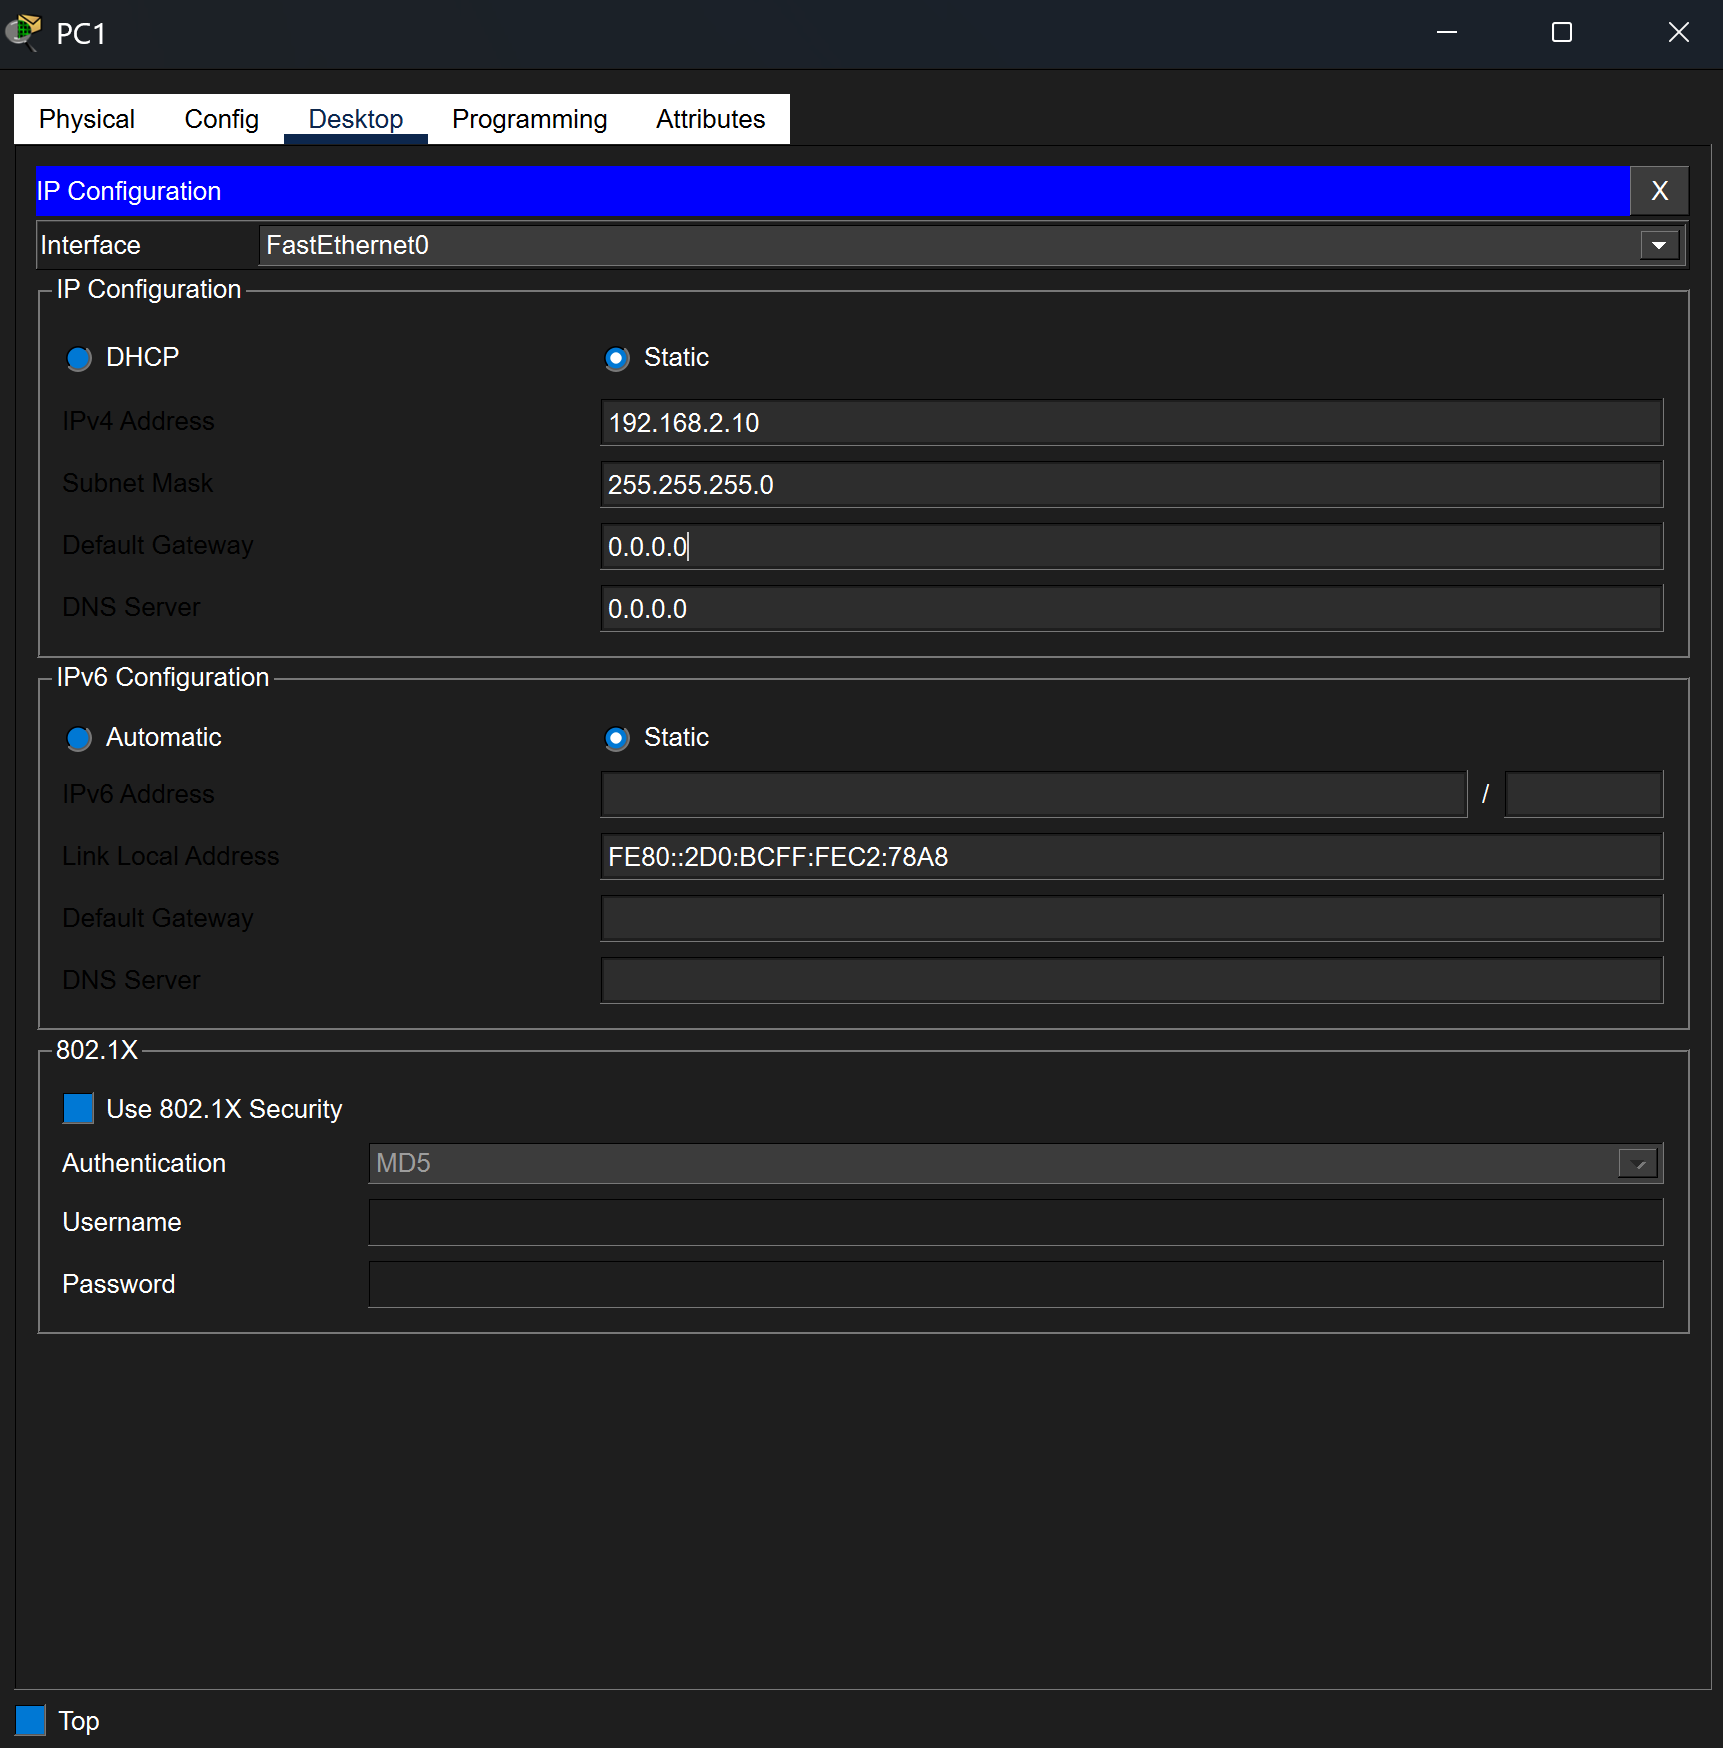 PC1
Physical Config Desktop Programming Attributes
IP Configuration X
Interface FastEthernet0
IP Configuration
DHCP Static
IPv4 Address 192.168.2.10
Subnet Mask 255.255.255.0
Default Gateway 0.0.0.0
DNS Server 0.0.0.0
IPv6 Configuration
Automatic Static
IPv6 Address /
Link Local Address FE80::2D0:BCFF:FEC2:78A8
Default Gateway
DNS Server
802.1X
Use 802.1X Security
Authentication MD5
Username
Password
Top